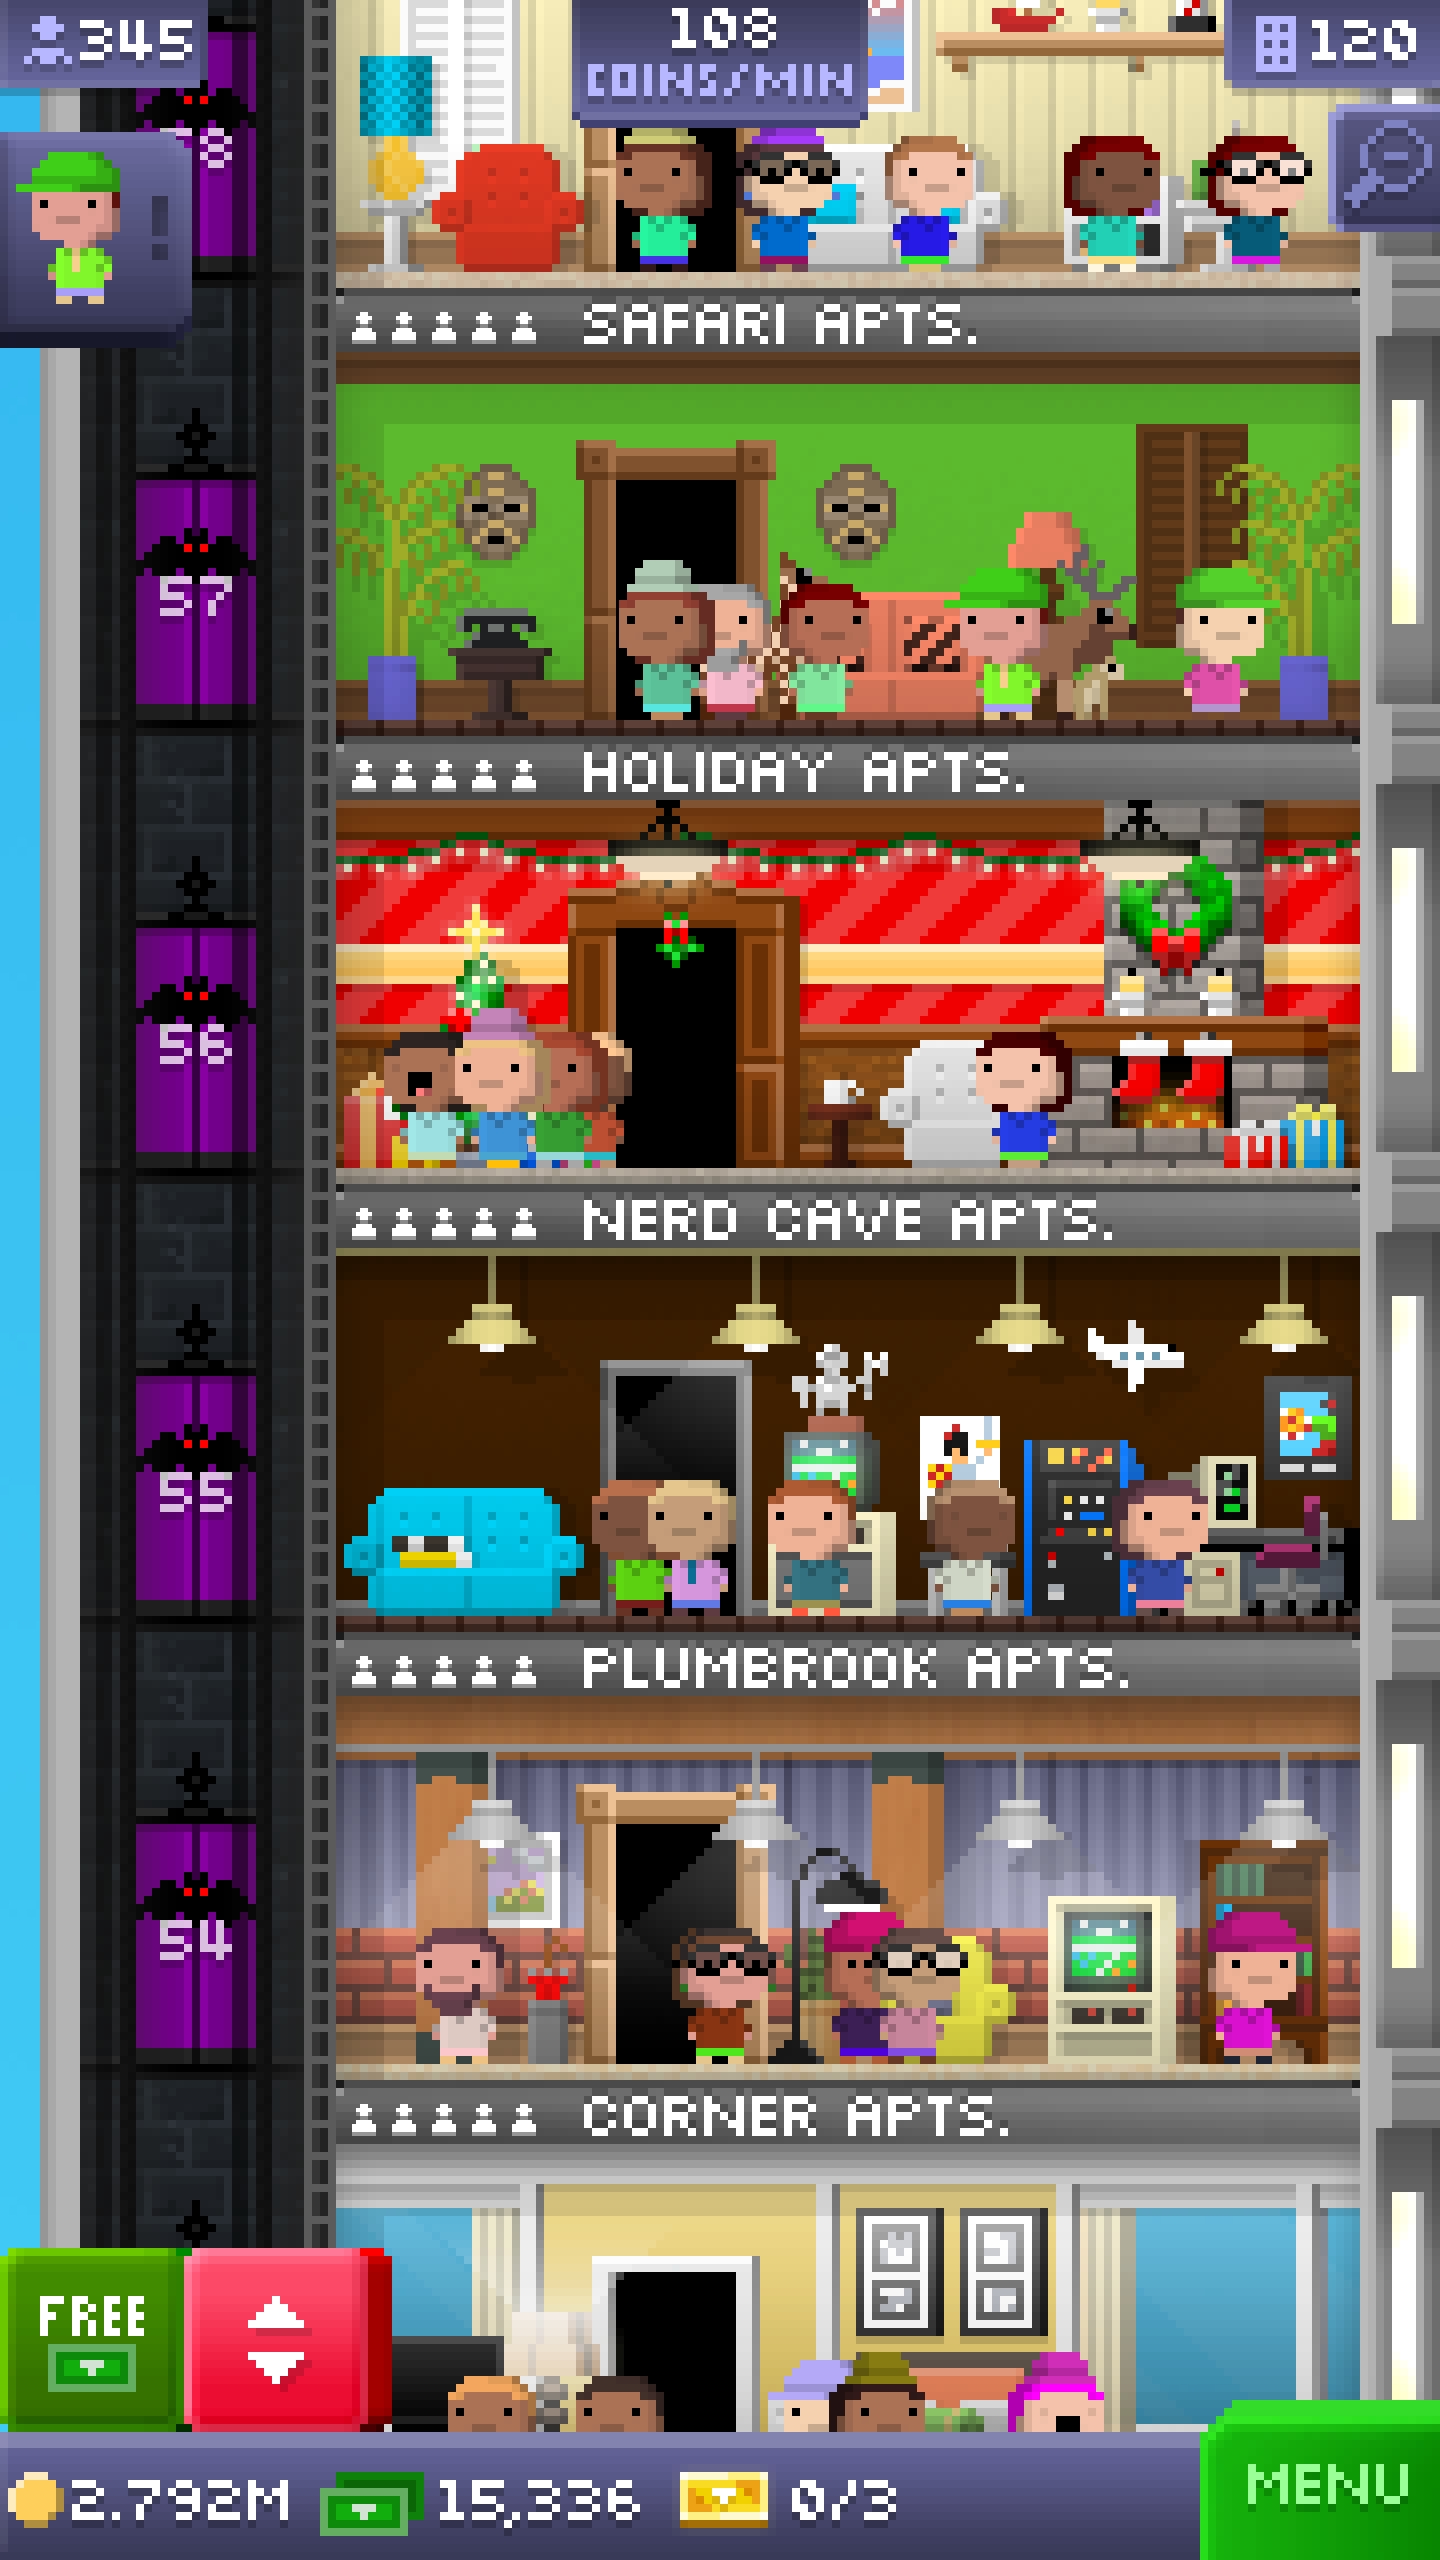 345
108
COINS/MIN
120
8
SAFARI APTS.
57
HOLIDAY APTS.
56
NERD CAVE APTS.
55
PLUMBROOK APTS.
54
CORNER APTS.
FREE
2.792M
15,336
0/3
MENU